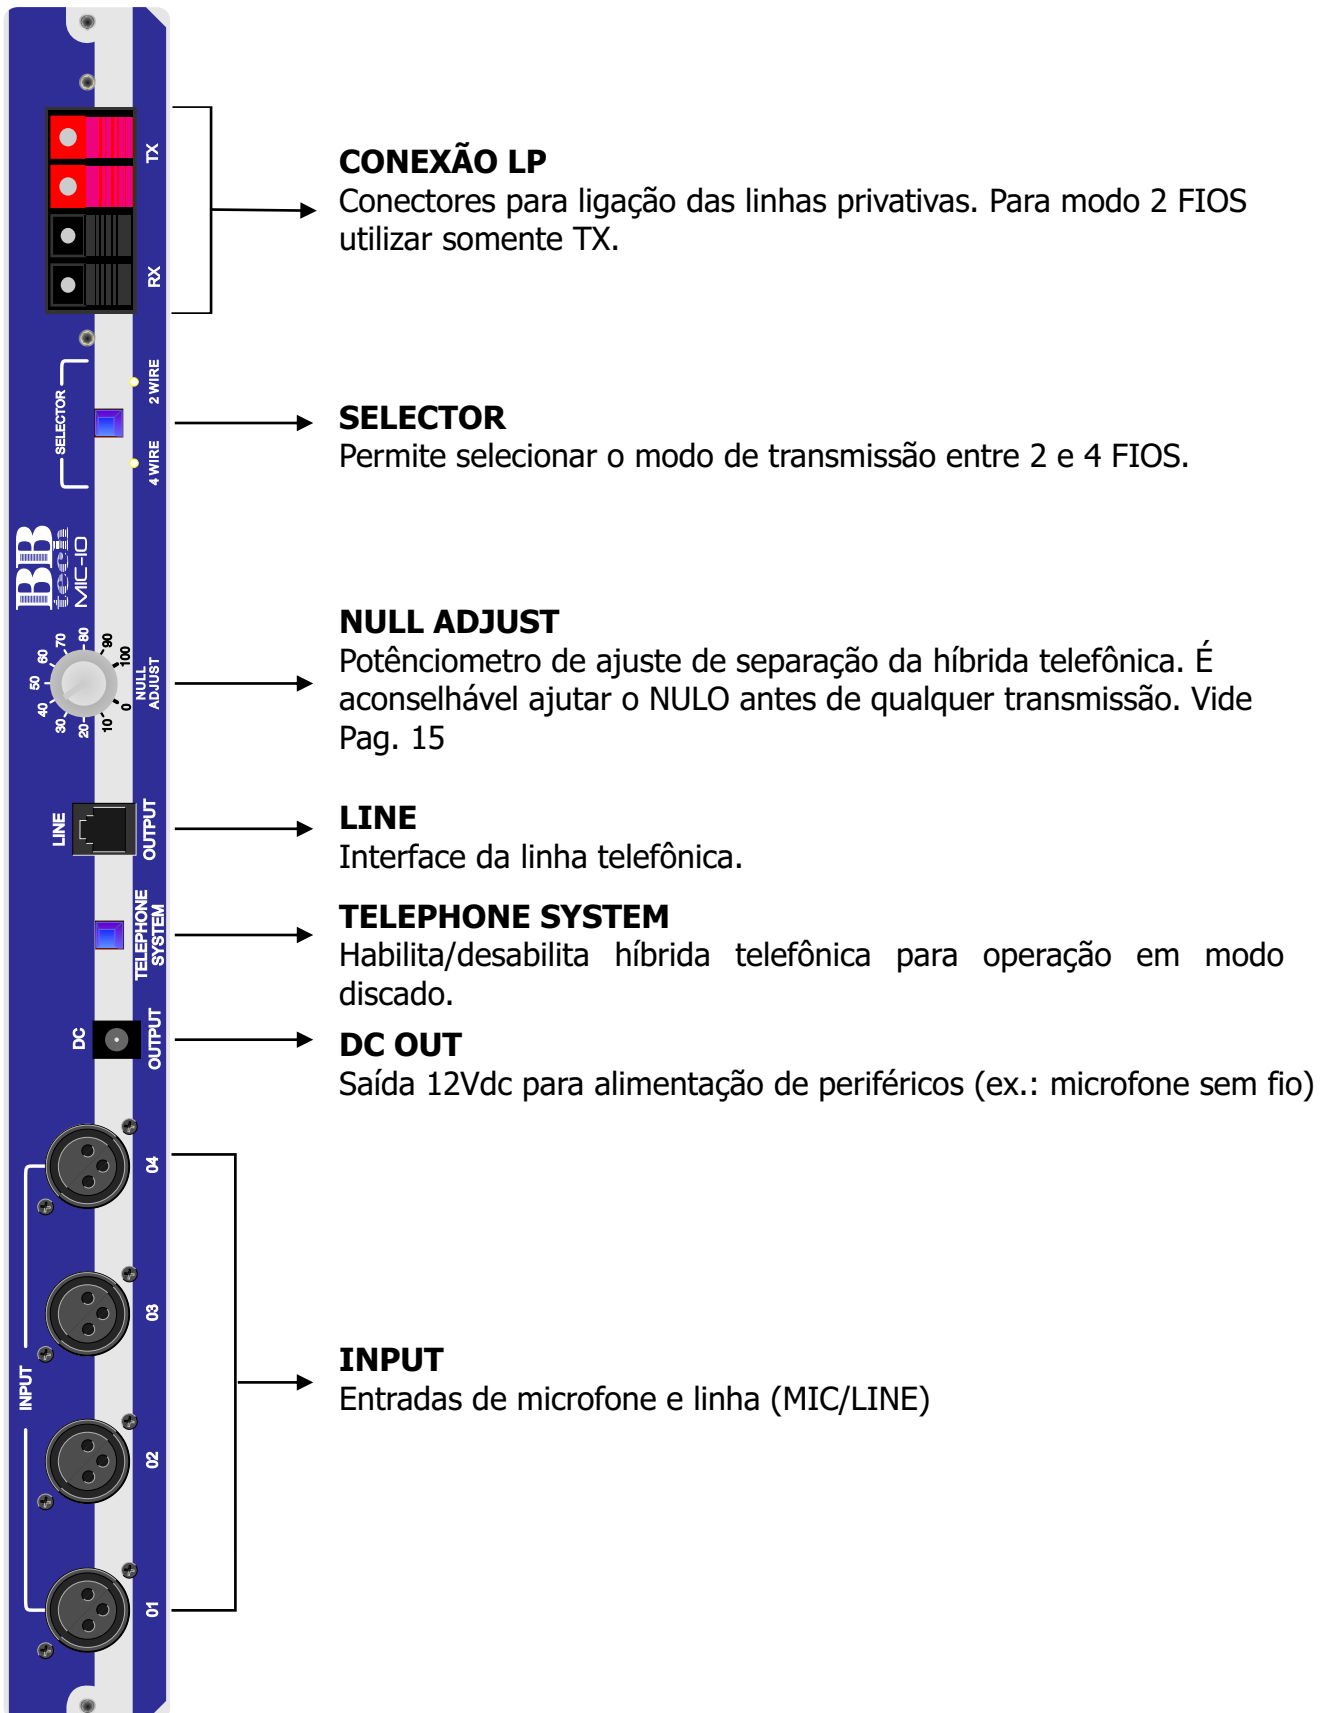 TX
RX
CONEXÃO LP
Conectores para ligação das linhas privativas. Para modo 2 FIOS
utilizar somente TX.
2 WIRE
SELECTOR
4 WIRE
SELECTOR
Permite selecionar o modo de transmissão entre 2 e 4 FIOS.
BB
tech
MIC-10
0
10
20
30
40
50
60
70
80
90
100
NULL
ADJUST
NULL ADJUST
Potênciometro de ajuste de separação da híbrida telefônica. É
aconselhável ajutar o NULO antes de qualquer transmissão. Vide
Pag. 15
LINE
OUTPUT
LINE
Interface da linha telefônica.
TELEPHONE
SYSTEM
TELEPHONE SYSTEM
Habilita/desabilita híbrida telefônica para operação em modo
discado.
DC
OUTPUT
DC OUT
Saída 12Vdc para alimentação de periféricos (ex.: microfone sem fio)
04
03
INPUT
02
01
INPUT
Entradas de microfone e linha (MIC/LINE)